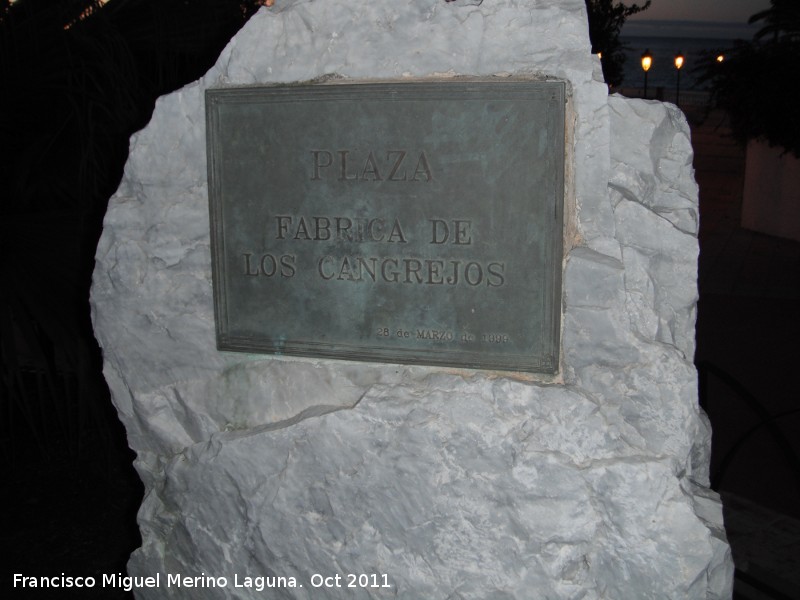 PLAZA
FABRICA DE
LOS CANGREJOS
28 de MARZO de
Francisco Miguel Merino Laguna. Oct 2011